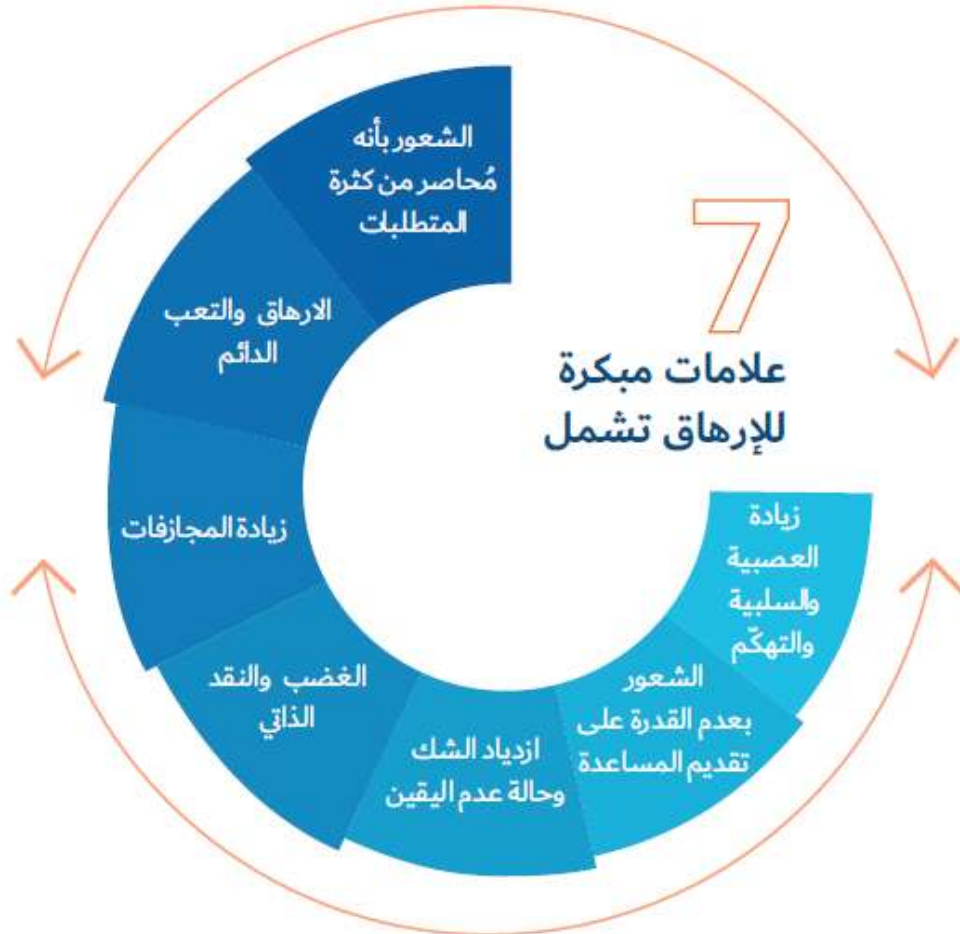 7
علامات مبكرة
للإرهاق تشمل
الشعور بأنه
مُحاصر من كثرة
المتطلبات
الارهاق والتعب
الدائم
زيادة المجازفات
الغضب والنقد
الذاتي
ازدياد الشك
وحالة عدم اليقين
الشعور
بعدم القدرة على
تقديم المساعدة
زيادة
العصبية
والسلبية
والتهكّم